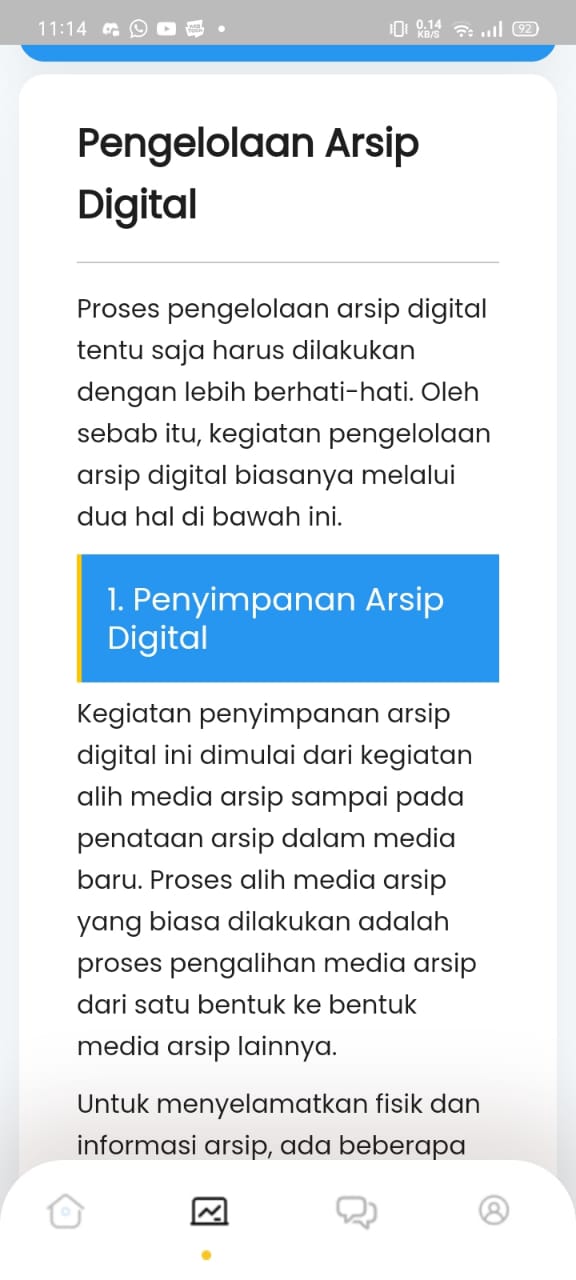 11:14
0.14
KB/S
92
Pengelolaan Arsip
Digital
Proses pengelolaan arsip digital
tentu saja harus dilakukan
dengan lebih berhati-hati. Oleh
sebab itu, kegiatan pengelolaan
arsip digital biasanya melalui
dua hal di bawah ini.
1. Penyimpanan Arsip
Digital
Kegiatan penyimpanan arsip
digital ini dimulai dari kegiatan
alih media arsip sampai pada
penataan arsip dalam media
baru. Proses alih media arsip
yang biasa dilakukan adalah
proses pengalihan media arsip
dari satu bentuk ke bentuk
media arsip lainnya.
Untuk menyelamatkan fisik dan
informasi arsip, ada beberapa